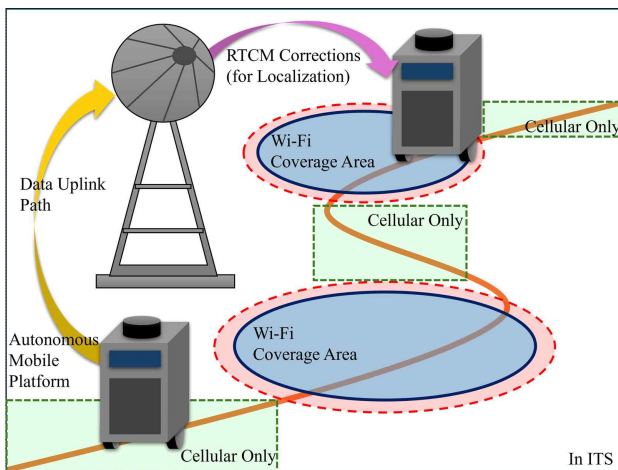 RTCM Corrections
(for Localization)
Cellular Only
Wi-Fi
Coverage Area
Data Uplink
Path
Cellular Only
Wi-Fi
Coverage Area
Autonomous
Mobile
Platform
Cellular Only
In ITS